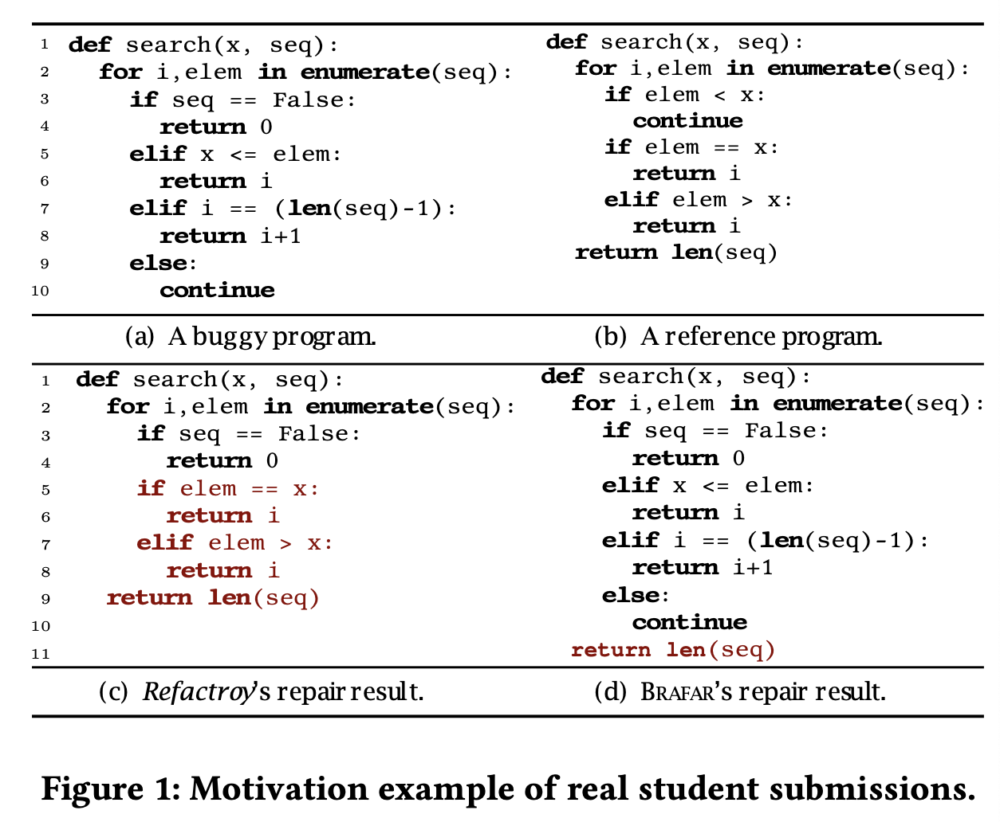 1 def search(x, seq):
2   for i,elem in enumerate(seq):
3     if seq == False:
4       return 0
5     elif x <= elem:
6       return i
7     elif i == (len(seq)-1):
8       return i+1
9     else:
10       continue
(a) A buggy program.
def search(x, seq):
  for i,elem in enumerate(seq):
    if elem < x:
      continue
    if elem == x:
      return i
    elif elem > x:
      return i
  return len(seq)
(b) A reference program.
1 def search(x, seq):
2   for i,elem in enumerate(seq):
3     if seq == False:
4       return 0
5     if elem == x:
6       return i
7     elif elem > x:
8       return i
9   return len(seq)
10
11
(c) Refactroy's repair result.
def search(x, seq):
  for i,elem in enumerate(seq):
    if seq == False:
      return 0
    elif x <= elem:
      return i
    elif i == (len(seq)-1):
      return i+1
    else:
      continue
  return len(seq)
(d) BRAFAR's repair result.
Figure 1: Motivation example of real student submissions.